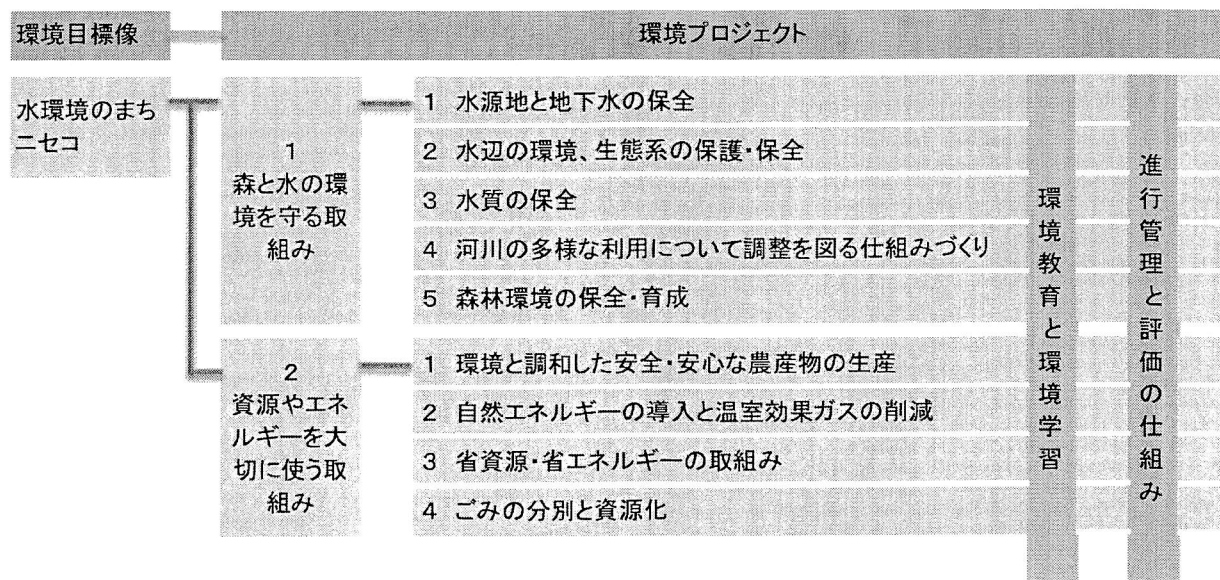 環境目標像
環境プロジェクト
水環境のまち
ニセコ
1
森と水の環
境を守る取
組み
1 水源地と地下水の保全
2 水辺の環境、生態系の保護・保全
3 水質の保全
4 河川の多様な利用について調整を図る仕組みづくり
5 森林環境の保全・育成
2
資源やエネ
ルギーを大
切に使う取
組み
1 環境と調和した安全・安心な農産物の生産
2 自然エネルギーの導入と温室効果ガスの削減
3 省資源・省エネルギーの取組み
4 ごみの分別と資源化
環境教育と環境学習
進行管理と評価の仕組み